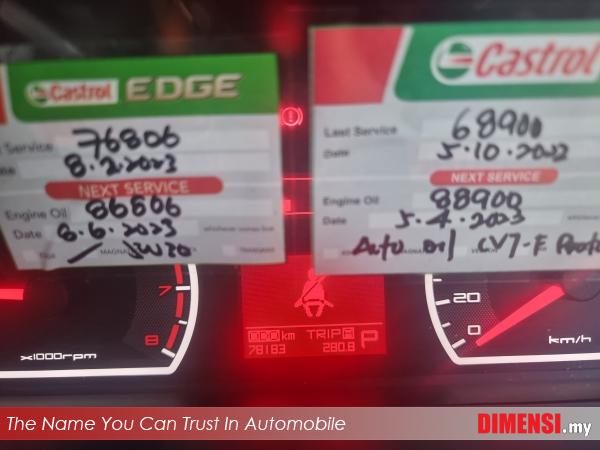 Castrol EDGE
Service 76806
8.2.2023
NEXT SERVICE
Engine Oil 86806
Date 8.6.2023
5W30
Castrol
Last Service 68900
Date 5.10.2022
NEXT SERVICE
Engine Oil 88900
Date 5.4.2023
Auto oil CVT-F Proto
7
8
x1000rpm
km TRIP P
78183 280.8
20
0
km/h
The Name You Can Trust In Automobile
DIMENSI.my